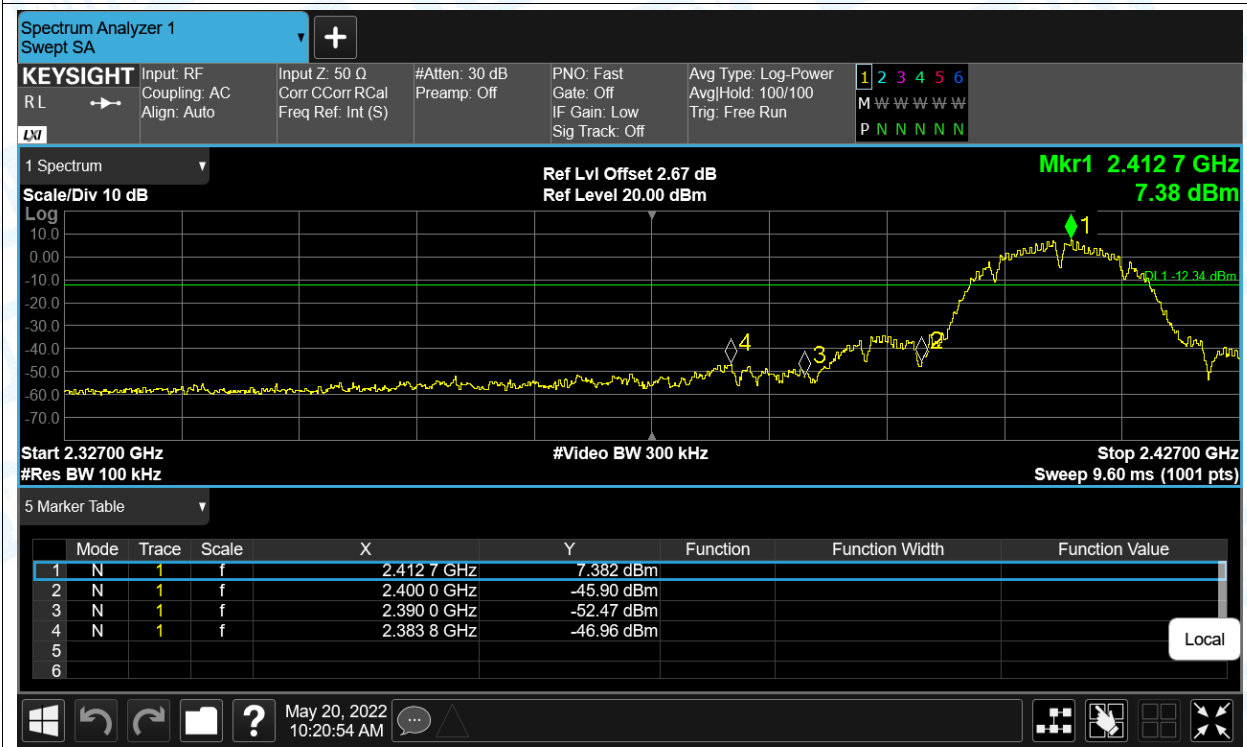 Spectrum Analyzer 1
Swept SA
+
KEYSIGHT
R L
LXI
Input: RF
Coupling: AC
Align: Auto
Input Z: 50 Ω
Corr CCorr RCal
Freq Ref: Int (S)
#Atten: 30 dB
Preamp: Off
PNO: Fast
Gate: Off
IF Gain: Low
Sig Track: Off
Avg Type: Log-Power
Avg|Hold: 100/100
Trig: Free Run
1 2 3 4 5 6
M W W W W W
P N N N N N
1 Spectrum
Scale/Div 10 dB
Ref Lvl Offset 2.67 dB
Ref Level 20.00 dBm
Mkr1 2.412 7 GHz
7.38 dBm
Log
10.0
0.00
-10.0
-20.0
-30.0
-40.0
-50.0
-60.0
-70.0
1
DL1 -12.34 dBm
4
3
2
Start 2.32700 GHz
#Res BW 100 kHz
#Video BW 300 kHz
Stop 2.42700 GHz
Sweep 9.60 ms (1001 pts)
5 Marker Table
Mode Trace Scale X Y Function Function Width Function Value
1 N 1 f 2.412 7 GHz 7.382 dBm
2 N 1 f 2.400 0 GHz -45.90 dBm
3 N 1 f 2.390 0 GHz -52.47 dBm
4 N 1 f 2.383 8 GHz -46.96 dBm
5
6
Local
?
May 20, 2022
10:20:54 AM